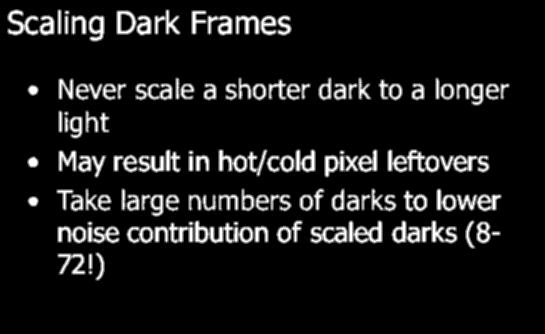 Scaling Dark Frames
• Never scale a shorter dark to a longer
light
• May result in hot/cold pixel leftovers
• Take large numbers of darks to lower
noise contribution of scaled darks (8-
72!)